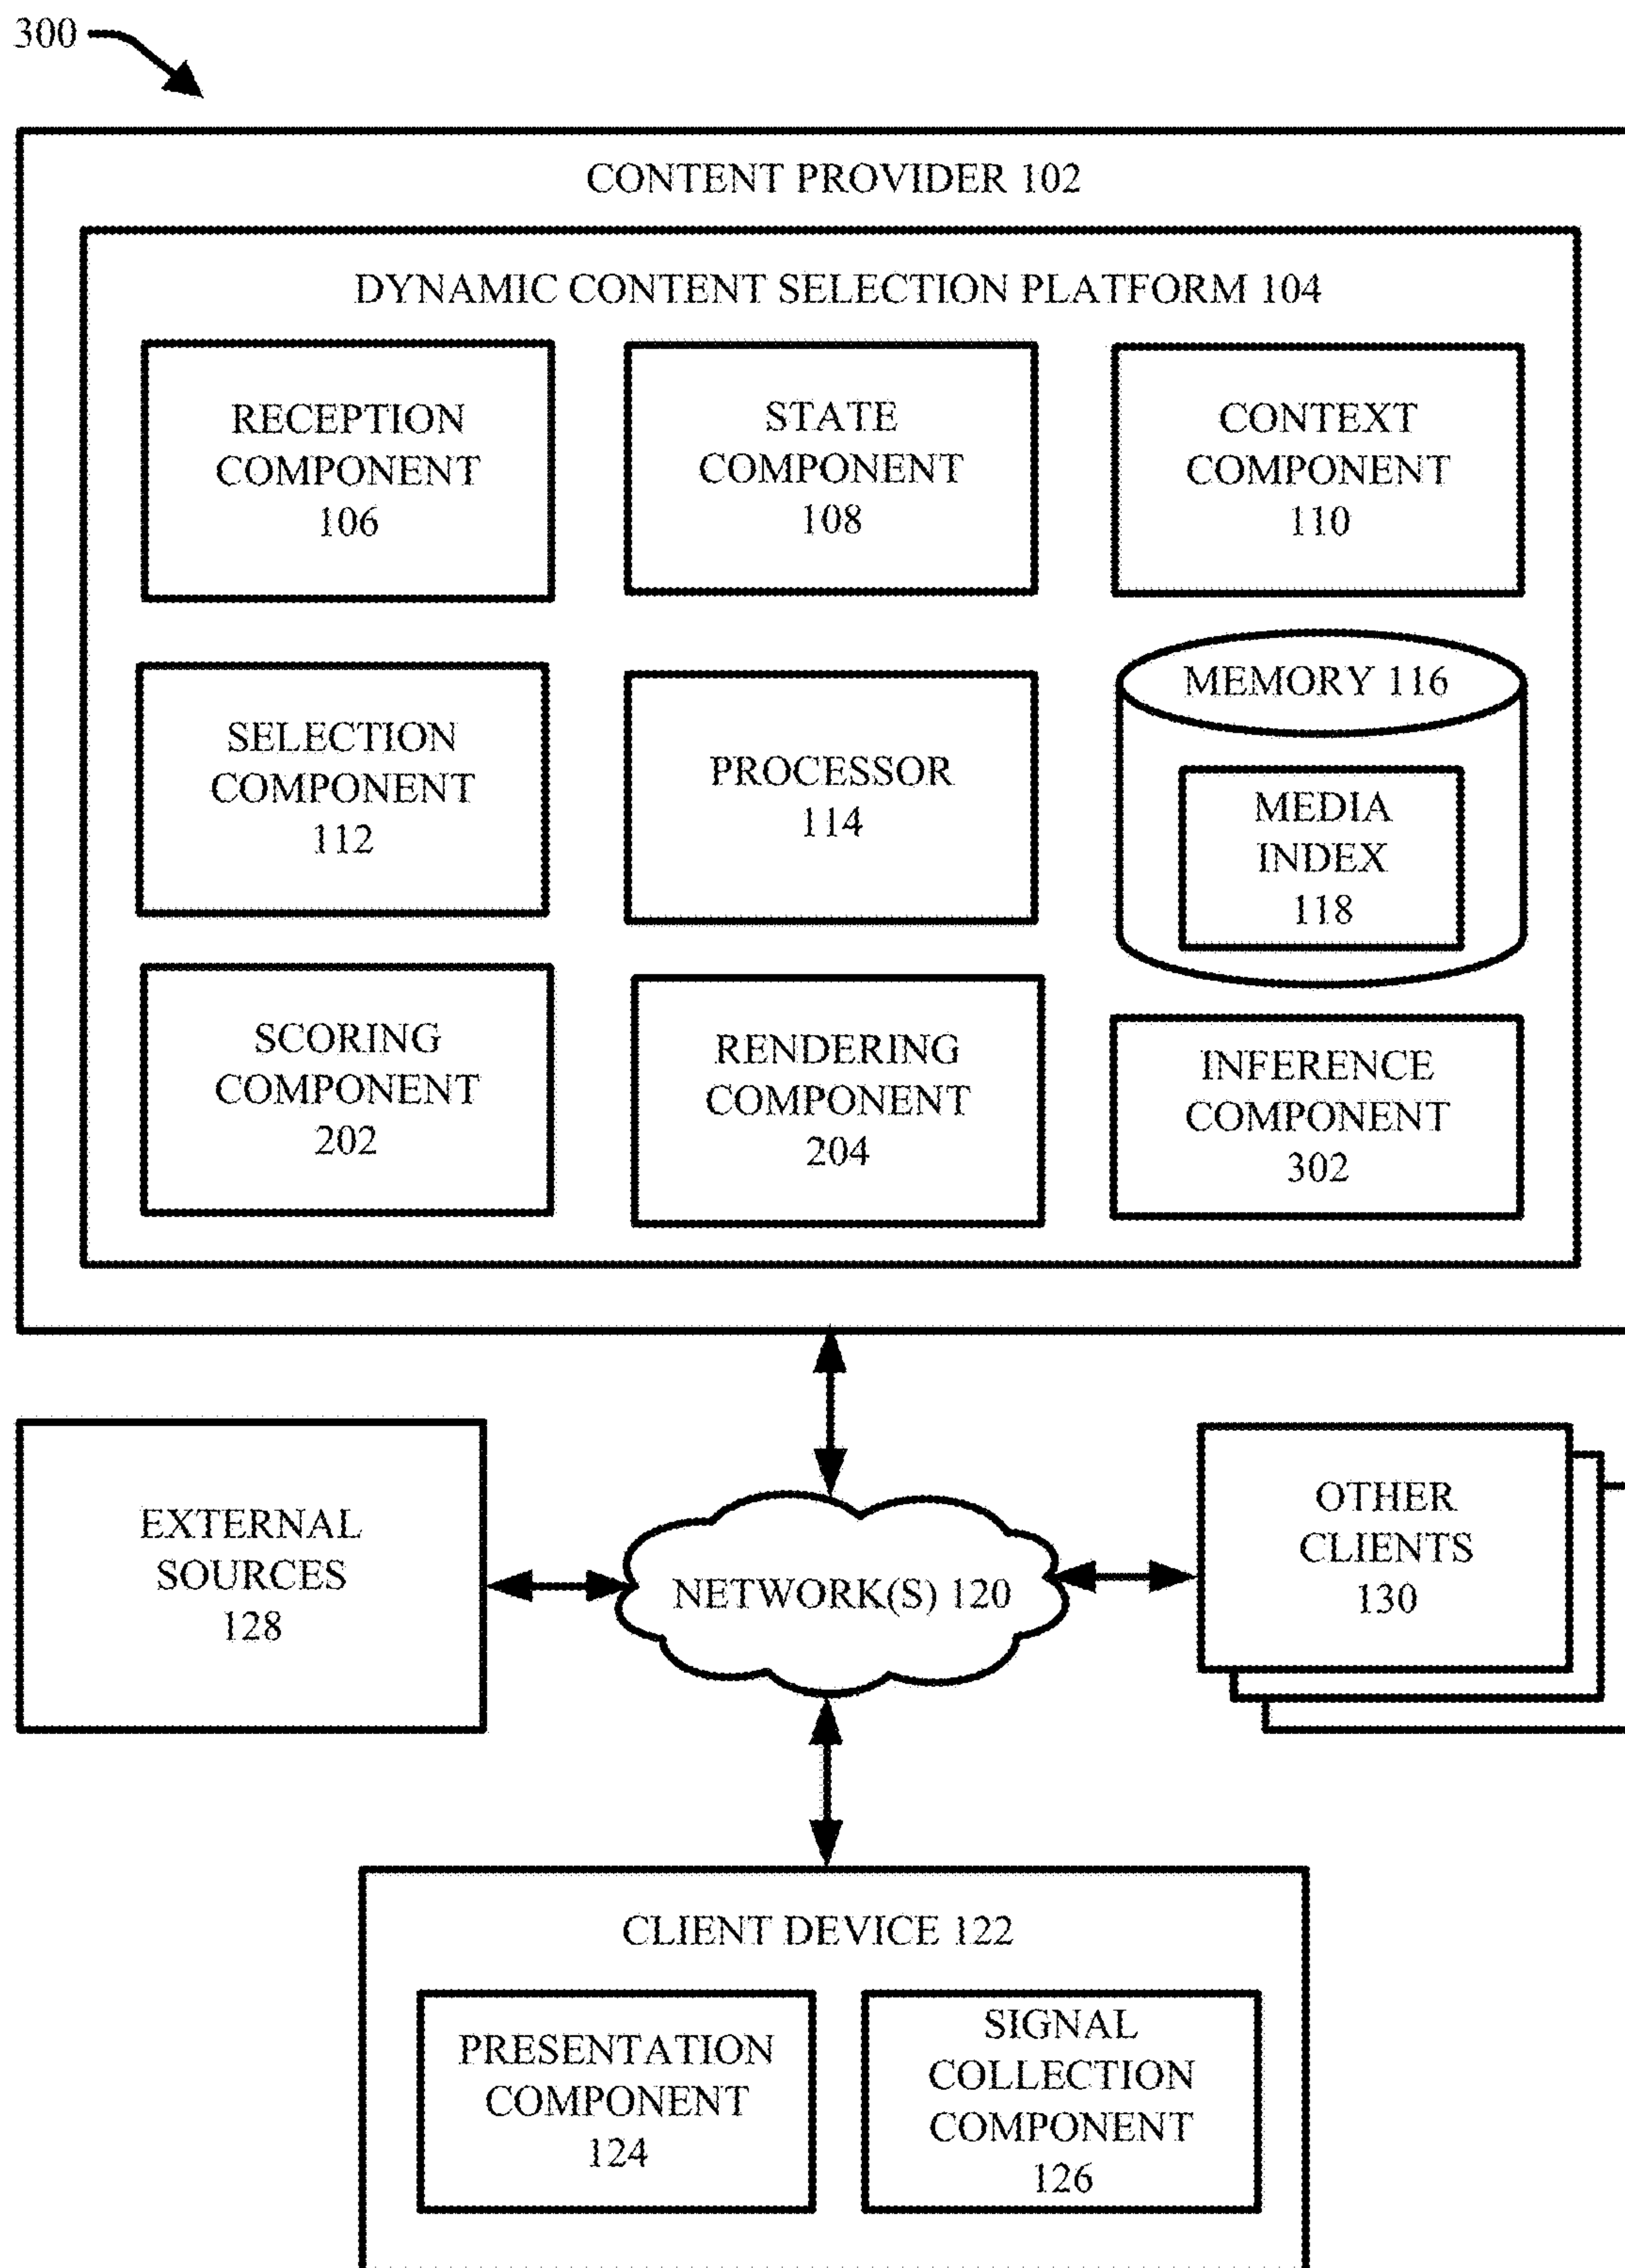 300
CONTENT PROVIDER 102
DYNAMIC CONTENT SELECTION PLATFORM 104
RECEPTION
COMPONENT
106
STATE
COMPONENT
108
CONTEXT
COMPONENT
110
SELECTION
COMPONENT
112
PROCESSOR
114
MEMORY 116
MEDIA
INDEX
118
SCORING
COMPONENT
202
RENDERING
COMPONENT
204
INFERENCE
COMPONENT
302
EXTERNAL
SOURCES
128
NETWORK(S) 120
OTHER
CLIENTS
130
CLIENT DEVICE 122
PRESENTATION
COMPONENT
124
SIGNAL
COLLECTION
COMPONENT
126